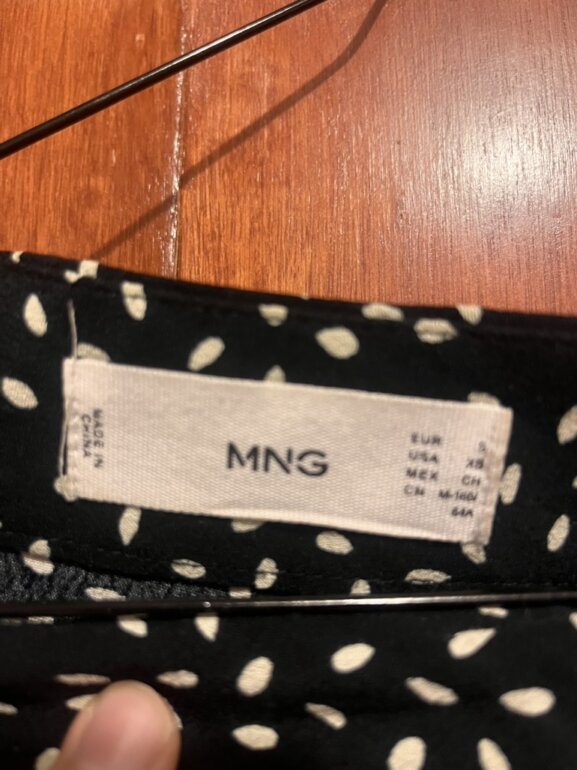 MADE IN
CHINA
MNG
EUR S
USA XS
MEX CH
CN M-160/
64A